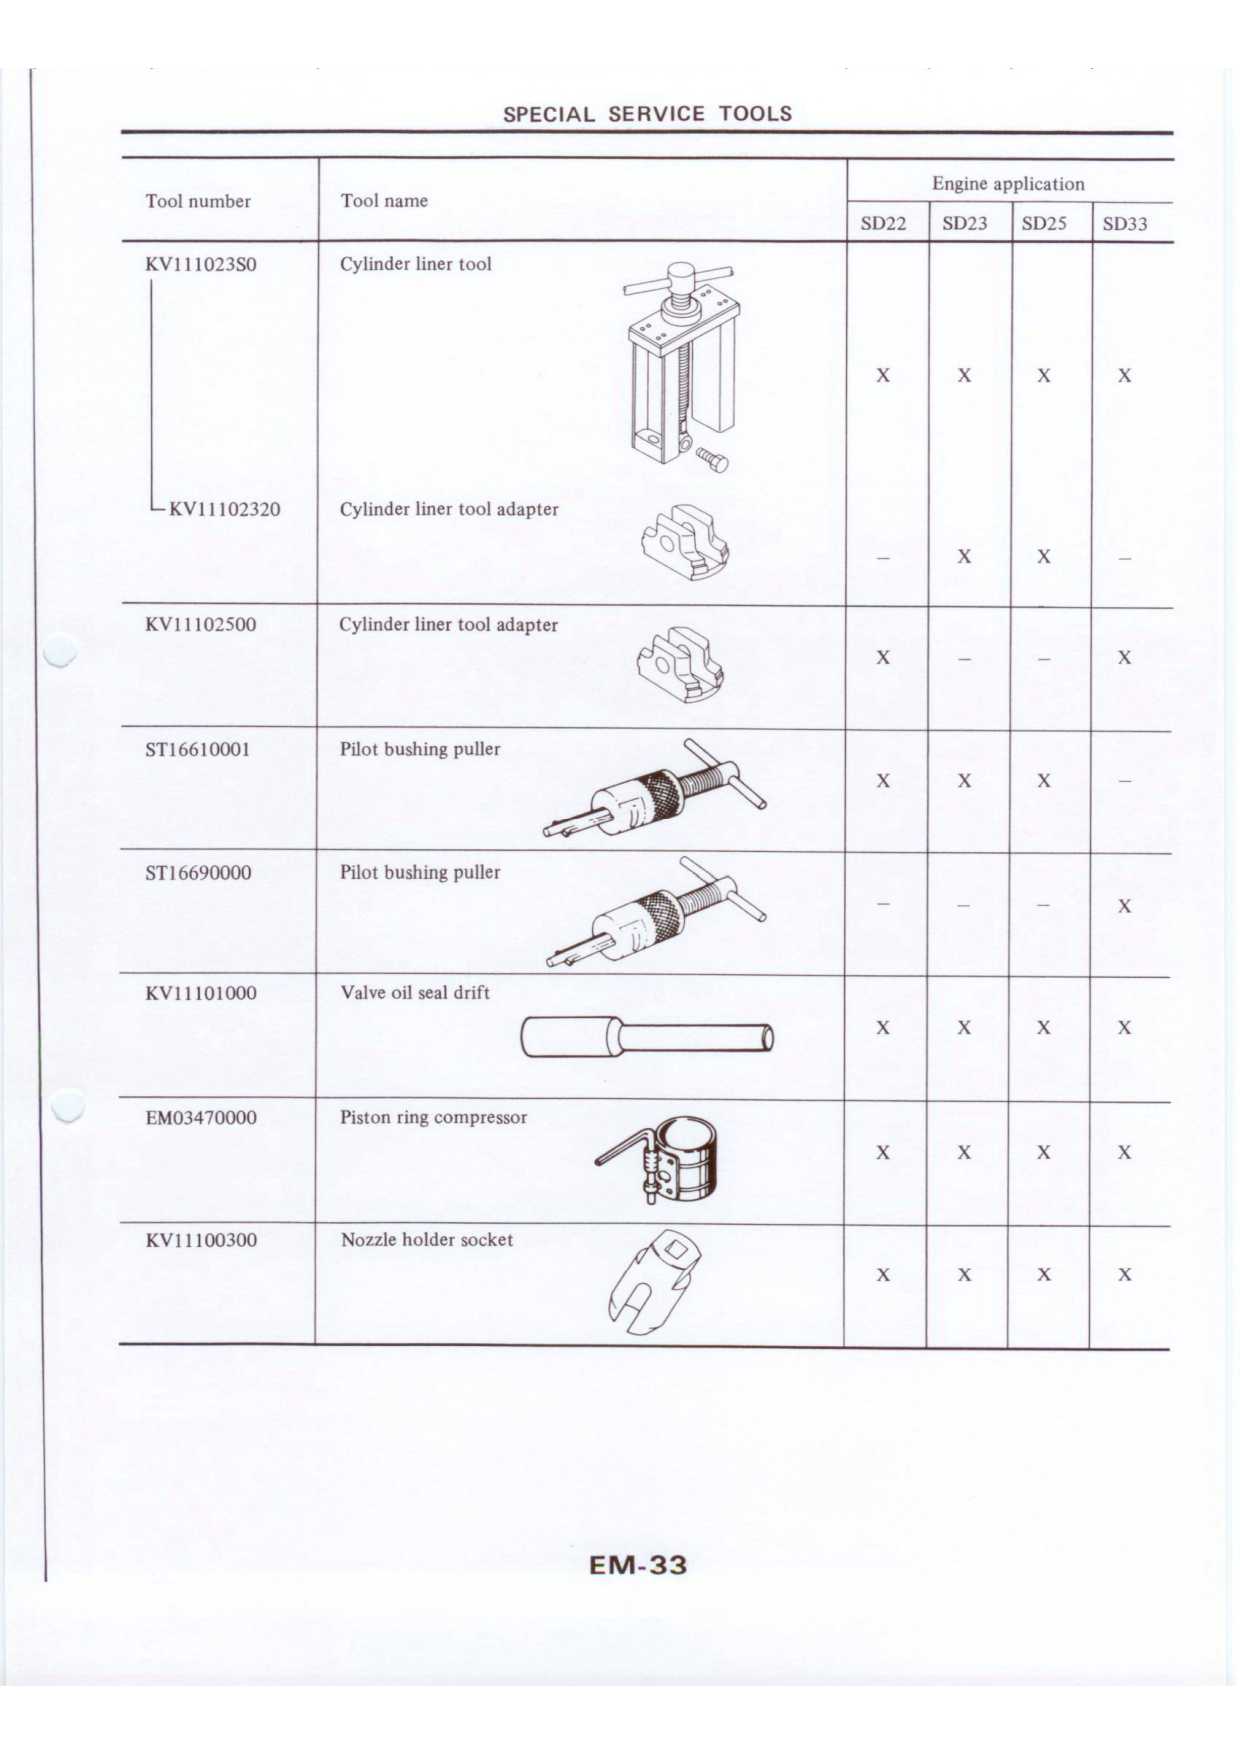 SPECIAL SERVICE TOOLS
Tool number Tool name Engine application
SD22 SD23 SD25 SD33
KV111023S0 Cylinder liner tool
X X X X
KV11102320 Cylinder liner tool adapter
– X X –
KV11102500 Cylinder liner tool adapter
X – – X
ST16610001 Pilot bushing puller
X X X –
ST16690000 Pilot bushing puller
– – – X
KV11101000 Valve oil seal drift
X X X X
EM03470000 Piston ring compressor
X X X X
KV11100300 Nozzle holder socket
X X X X
EM-33